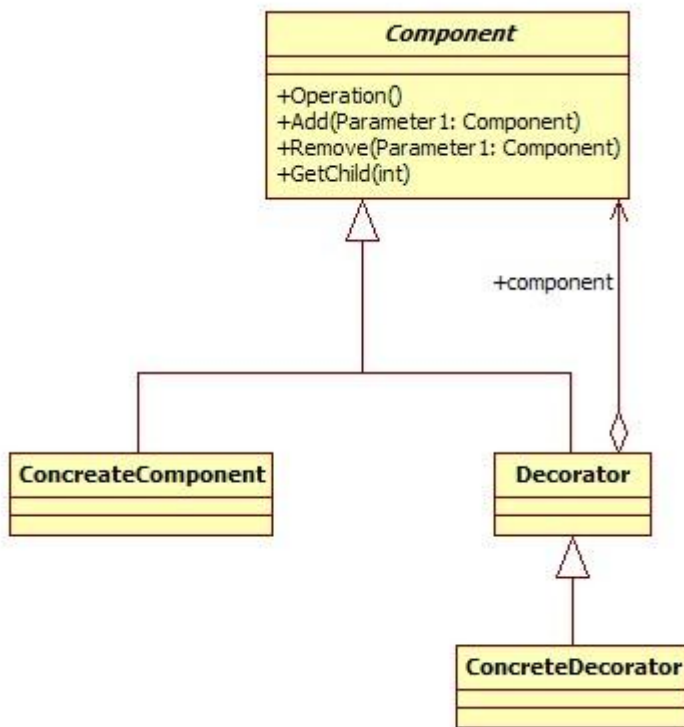 Component
+Operation()
+Add(Parameter1: Component)
+Remove(Parameter1: Component)
+GetChild(int)
+component
ConcreateComponent
Decorator
ConcreteDecorator